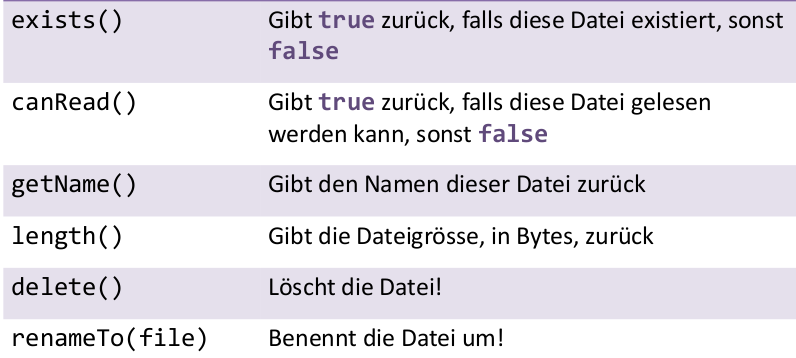 exists() Gibt true zurück, falls diese Datei existiert, sonst
false
canRead() Gibt true zurück, falls diese Datei gelesen
werden kann, sonst false
getName() Gibt den Namen dieser Datei zurück
length() Gibt die Dateigrösse, in Bytes, zurück
delete() Löscht die Datei!
renameTo(file) Benennt die Datei um!